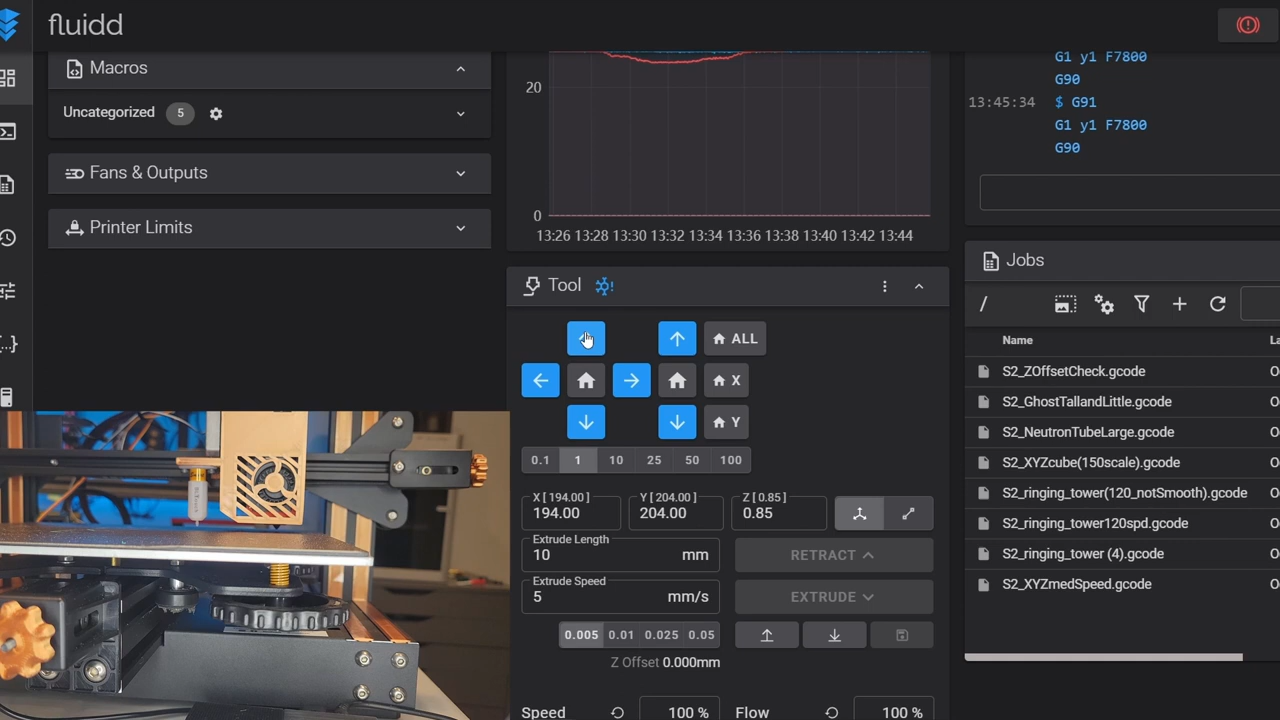 fluidd
Macros
Uncategorized 5
Fans & Outputs
Printer Limits
20
0
13:26 13:28 13:30 13:32 13:34 13:36 13:38 13:40 13:42 13:44
Tool
ALL
X
Y
0.1 1 10 25 50 100
X [ 194.00 ] Y [ 204.00 ] Z [ 0.85 ]
194.00 204.00 0.85
Extrude Length
10 mm
RETRACT
Extrude Speed
5 mm/s
EXTRUDE
0.005 0.01 0.025 0.05
Z Offset 0.000mm
Speed 100 % Flow 100 %
G1 y1 F7800
G90
13:45:34 $ G91
G1 y1 F7800
G90
Jobs
/
Name La
S2_ZOffsetCheck.gcode O
S2_GhostTallandLittle.gcode O
S2_NeutronTubeLarge.gcode O
S2_XYZcube(150scale).gcode O
S2_ringing_tower(120_notSmooth).gcode O
S2_ringing_tower120spd.gcode O
S2_ringing_tower (4).gcode O
S2_XYZmedSpeed.gcode O